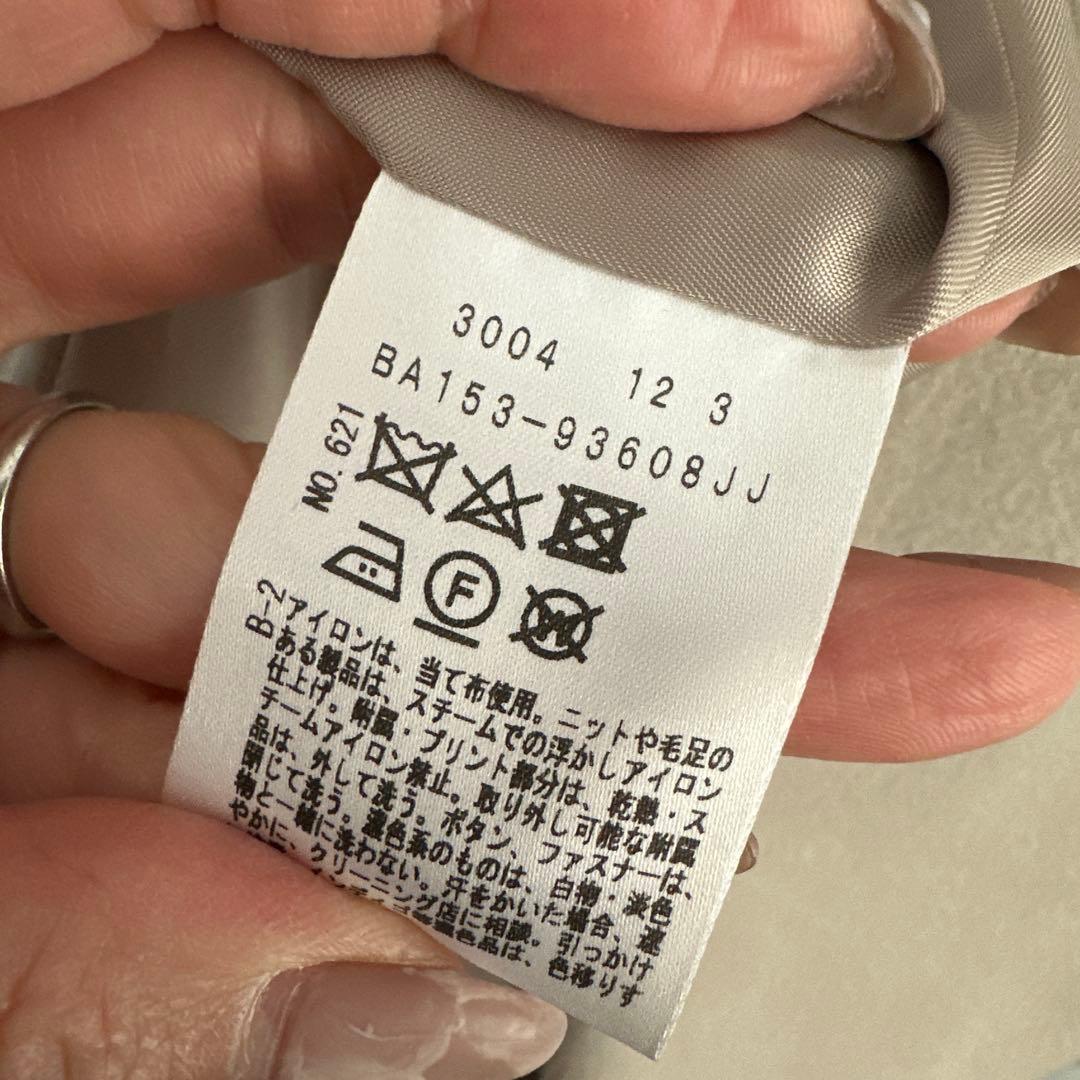 3004 12 3
BA153-93608JJ
NO.621
F
W
B-2
アイロンは、当て布使用。ニットや毛足の
ある製品は、スチームでの浮かしアイロン
仕上げ。附属・プリント部分は、乾熱・ス
チームアイロン禁止。取り外し可能な附属
品は、外して洗う。ボタン、ファスナーは、
閉じて洗う。濃色系のものは、白物・淡色
物と一緒に洗わない。汗をかいた場合、速
やかに、クリーニング店に相談。引っかけ
色品は、色移りす